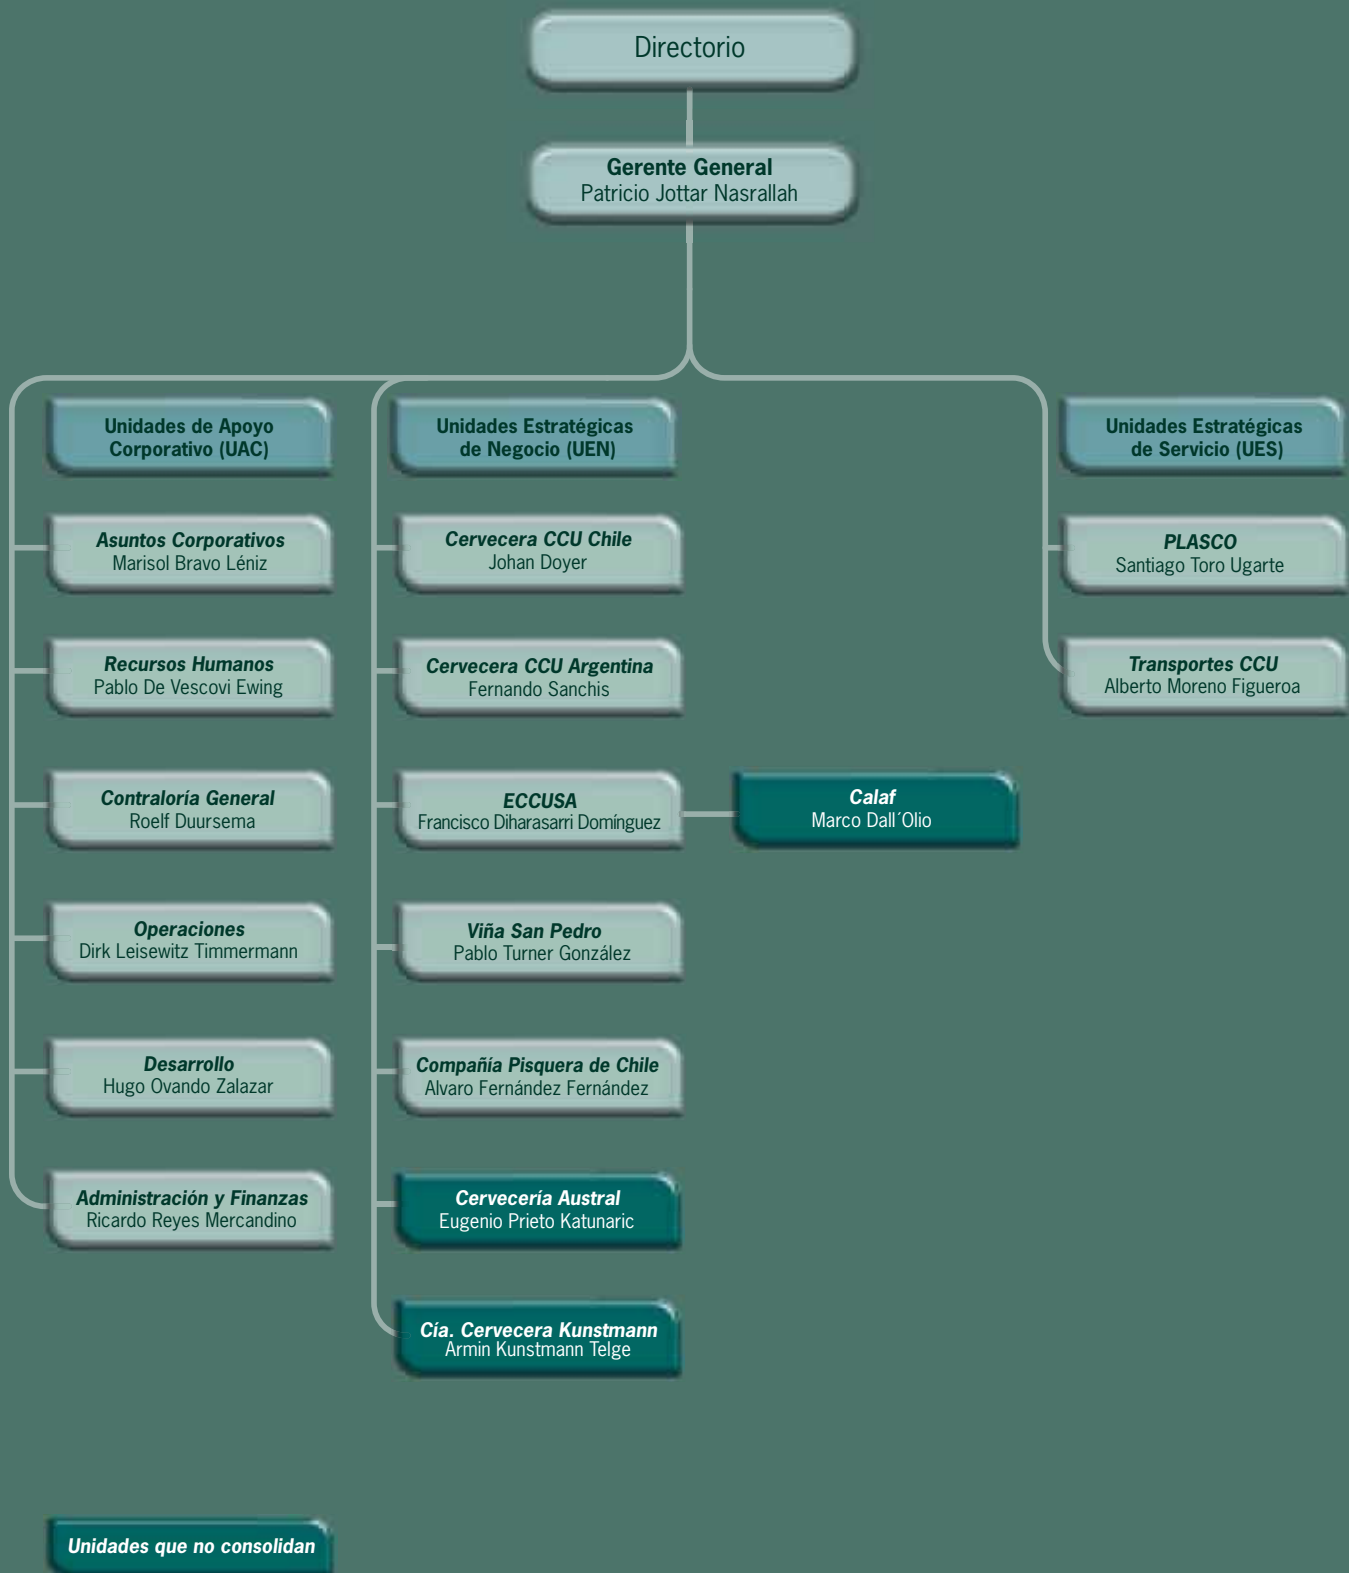 Directorio
Gerente General
Patricio Jottar Nasrallah
Unidades de Apoyo
Corporativo (UAC)
Asuntos Corporativos
Marisol Bravo Léniz
Recursos Humanos
Pablo De Vescovi Ewing
Contraloría General
Roelf Duursema
Operaciones
Dirk Leisewitz Timmermann
Desarrollo
Hugo Ovando Zalazar
Administración y Finanzas
Ricardo Reyes Mercandino
Unidades Estratégicas
de Negocio (UEN)
Cervecera CCU Chile
Johan Doyer
Cervecera CCU Argentina
Fernando Sanchis
ECCUSA
Francisco Diharasarri Domínguez
Calaf
Marco Dall´Olio
Viña San Pedro
Pablo Turner González
Compañía Pisquera de Chile
Alvaro Fernández Fernández
Cervecería Austral
Eugenio Prieto Katunaric
Cía. Cervecera Kunstmann
Armin Kunstmann Telge
Unidades Estratégicas
de Servicio (UES)
PLASCO
Santiago Toro Ugarte
Transportes CCU
Alberto Moreno Figueroa
Unidades que no consolidan